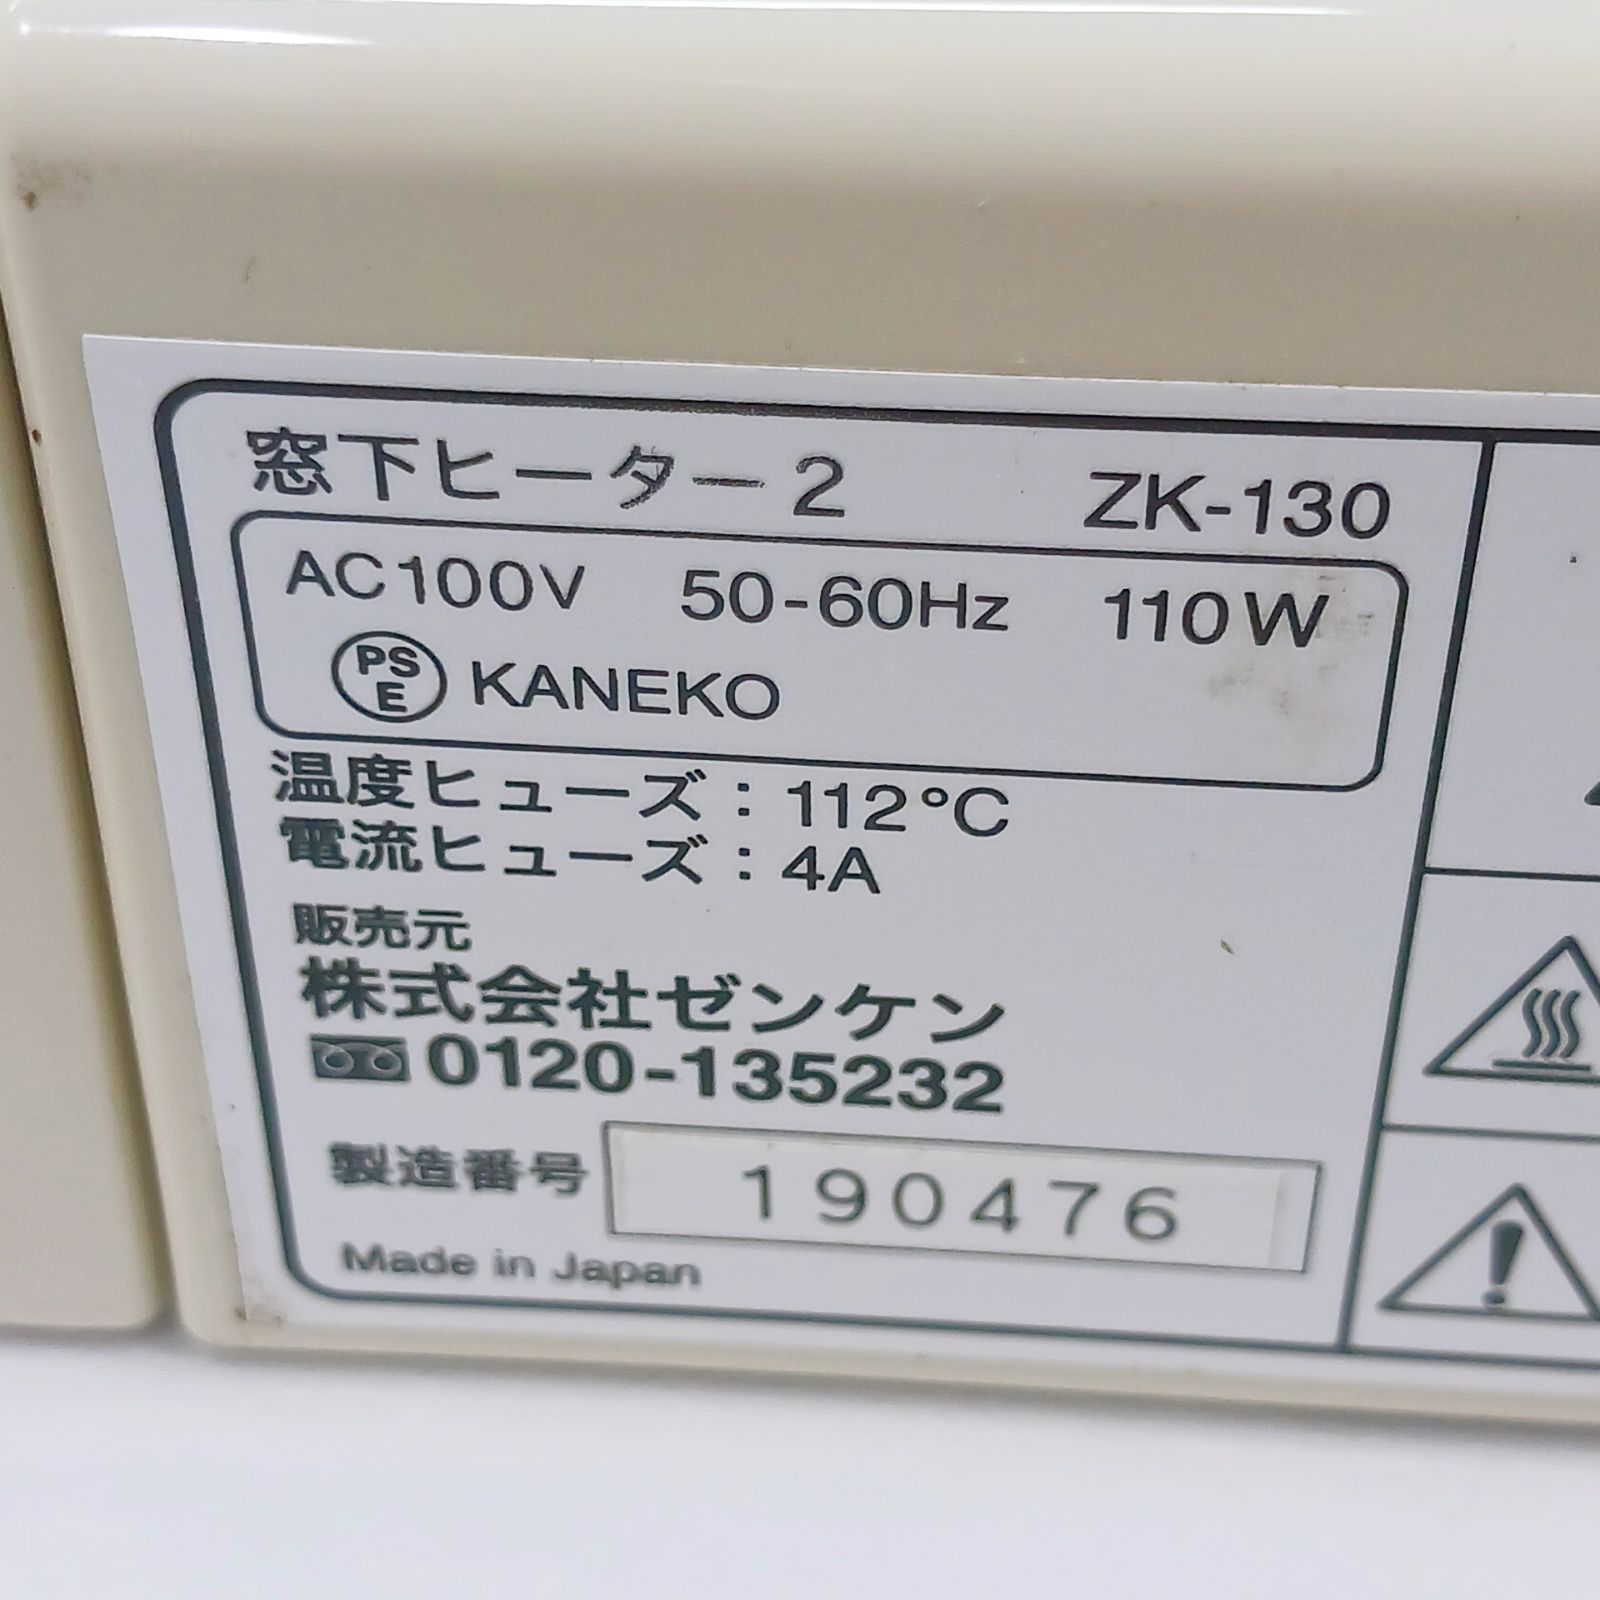 窓下ヒーター2 ZK-130
AC100V 50-60Hz 110W
PS E KANEKO
温度ヒューズ：112℃
電流ヒューズ：4A
販売元
株式会社ゼンケン
0120-135232
製造番号 190476
Made in Japan